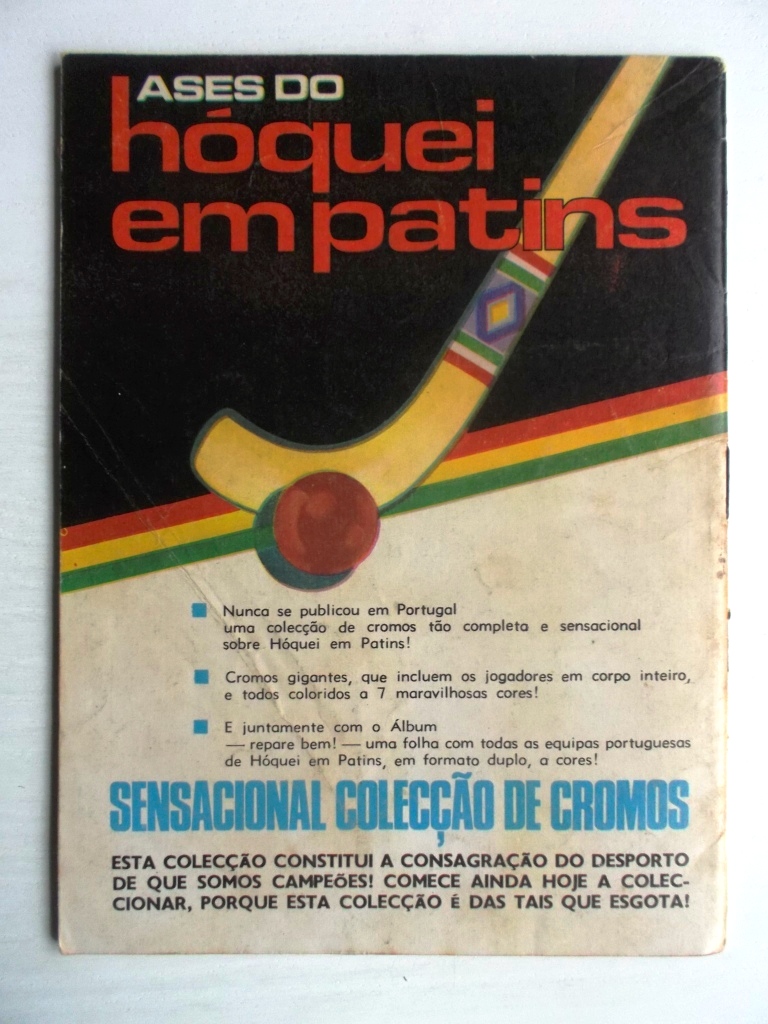 ASES DO
hóquei
em patins
Nunca se publicou em Portugal
uma colecção de cromos tão completa e sensacional
sobre Hóquei em Patins!
Cromos gigantes, que incluem os jogadores em corpo inteiro,
e todos coloridos a 7 maravilhosas cores!
E juntamente com o Álbum
— repare bem! — uma folha com todas as equipas portuguesas
de Hóquei em Patins, em formato duplo, a cores!
SENSACIONAL COLECÇÃO DE CROMOS
ESTA COLECÇÃO CONSTITUI A CONSAGRAÇÃO DO DESPORTO
DE QUE SOMOS CAMPEÕES! COMECE AINDA HOJE A COLEC-
CIONAR, PORQUE ESTA COLECÇÃO É DAS TAIS QUE ESGOTA!